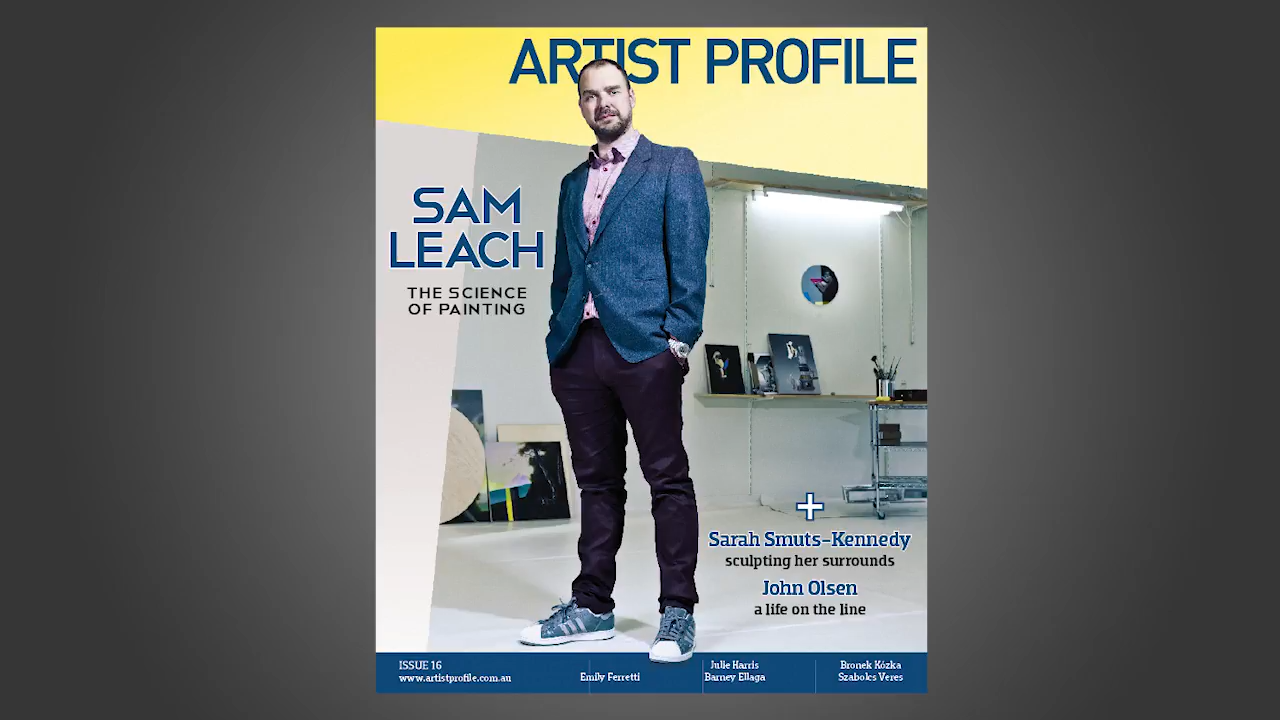 ARTIST PROFILE
SAM
LEACH
THE SCIENCE
OF PAINTING
Sarah Smuts-Kennedy
sculpting her surrounds
John Olsen
a life on the line
ISSUE 16
www.artistprofile.com.au
Emily Ferretti
Julie Harris
Barney Ellaga
Bronek Kózka
Szabolcs Veres